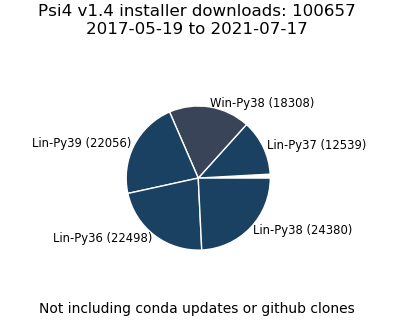 Psi4 v1.4 installer downloads: 100657
2017-05-19 to 2021-07-17
Win-Py38 (18308)
Lin-Py39 (22056)
Lin-Py37 (12539)
Lin-Py38 (24380)
Lin-Py36 (22498)
Not including conda updates or github clones